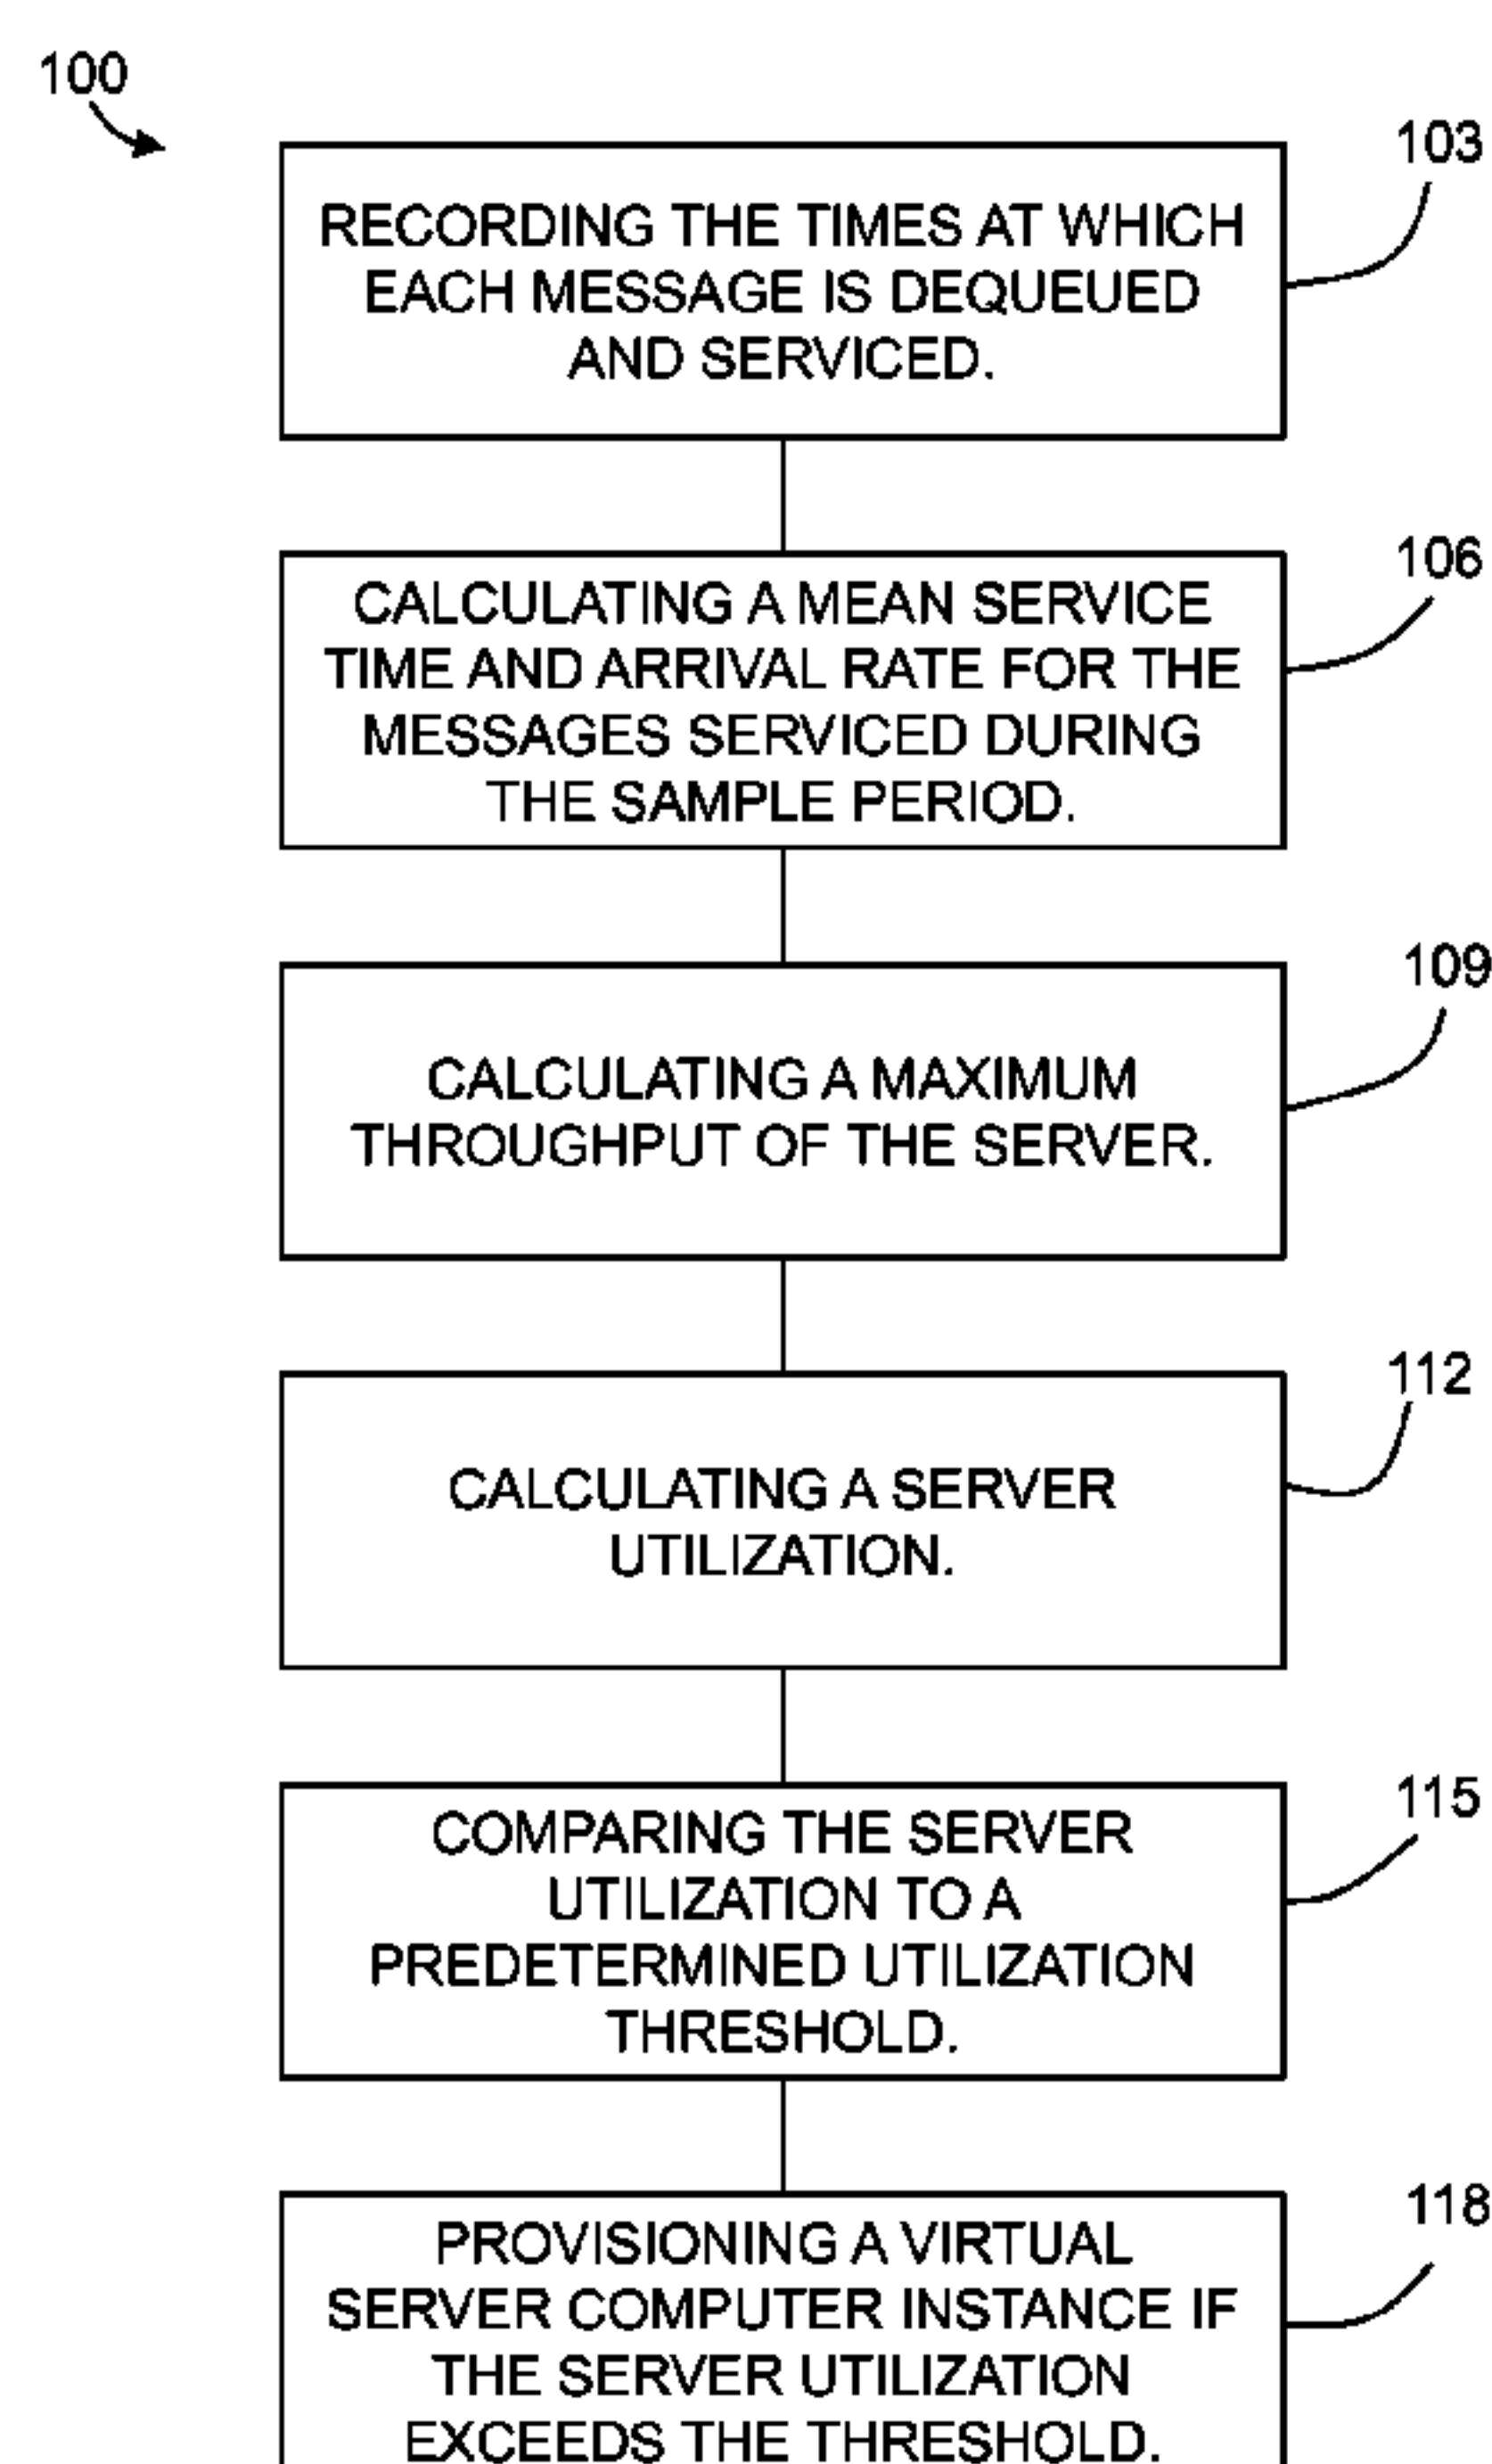 100
103
RECORDING THE TIMES AT WHICH
EACH MESSAGE IS DEQUEUED
AND SERVICED.
106
CALCULATING A MEAN SERVICE
TIME AND ARRIVAL RATE FOR THE
MESSAGES SERVICED DURING
THE SAMPLE PERIOD.
109
CALCULATING A MAXIMUM
THROUGHPUT OF THE SERVER.
112
CALCULATING A SERVER
UTILIZATION.
115
COMPARING THE SERVER
UTILIZATION TO A
PREDETERMINED UTILIZATION
THRESHOLD.
118
PROVISIONING A VIRTUAL
SERVER COMPUTER INSTANCE IF
THE SERVER UTILIZATION
EXCEEDS THE THRESHOLD.